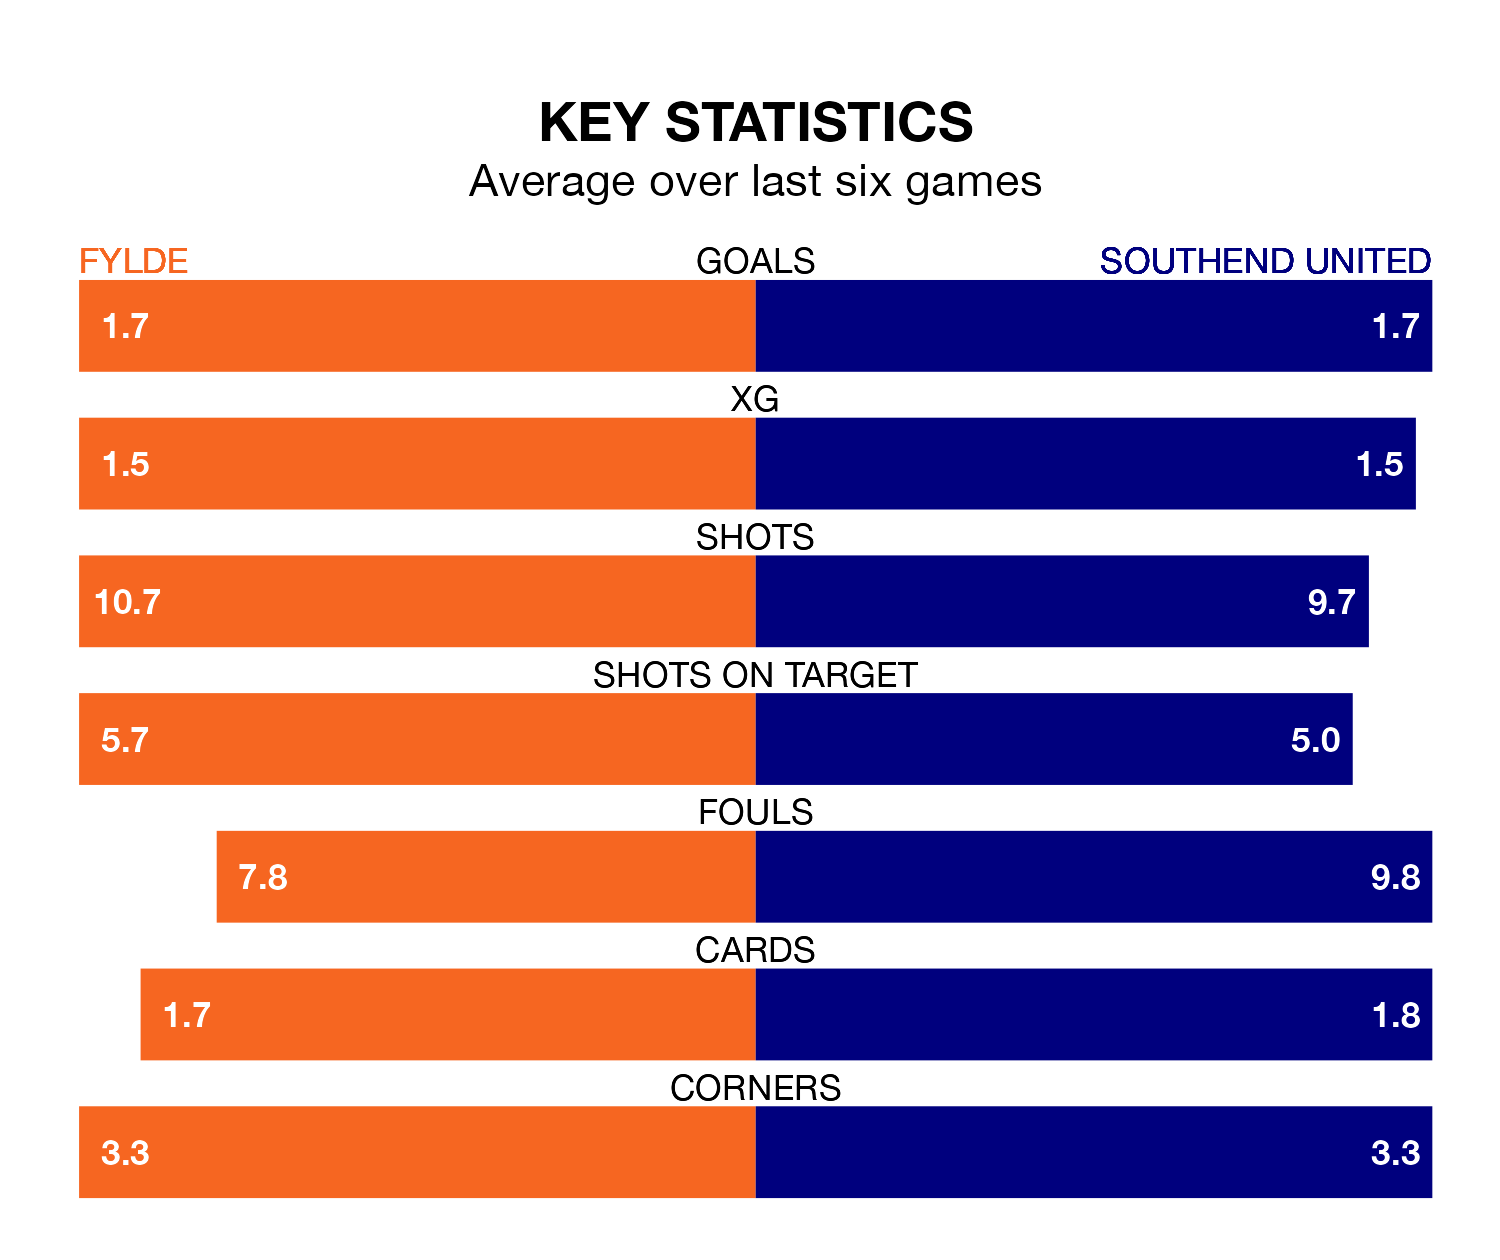 KEY STATISTICS
Average over last six games
FYLDE GOALS SOUTHEND UNITED
1.7 1.7
XG
1.5 1.5
SHOTS
10.7 9.7
SHOTS ON TARGET
5.7 5.0
FOULS
7.8 9.8
CARDS
1.7 1.8
CORNERS
3.3 3.3